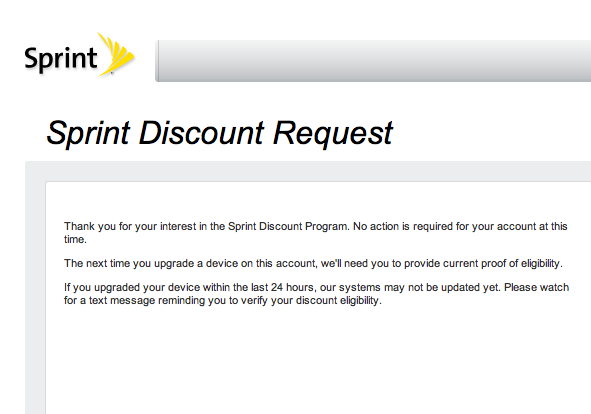 Sprint
Sprint Discount Request
Thank you for your interest in the Sprint Discount Program. No action is required for your account at this
time.
The next time you upgrade a device on this account, we'll need you to provide current proof of eligibility.
If you upgraded your device within the last 24 hours, our systems may not be updated yet. Please watch
for a text message reminding you to verify your discount eligibility.